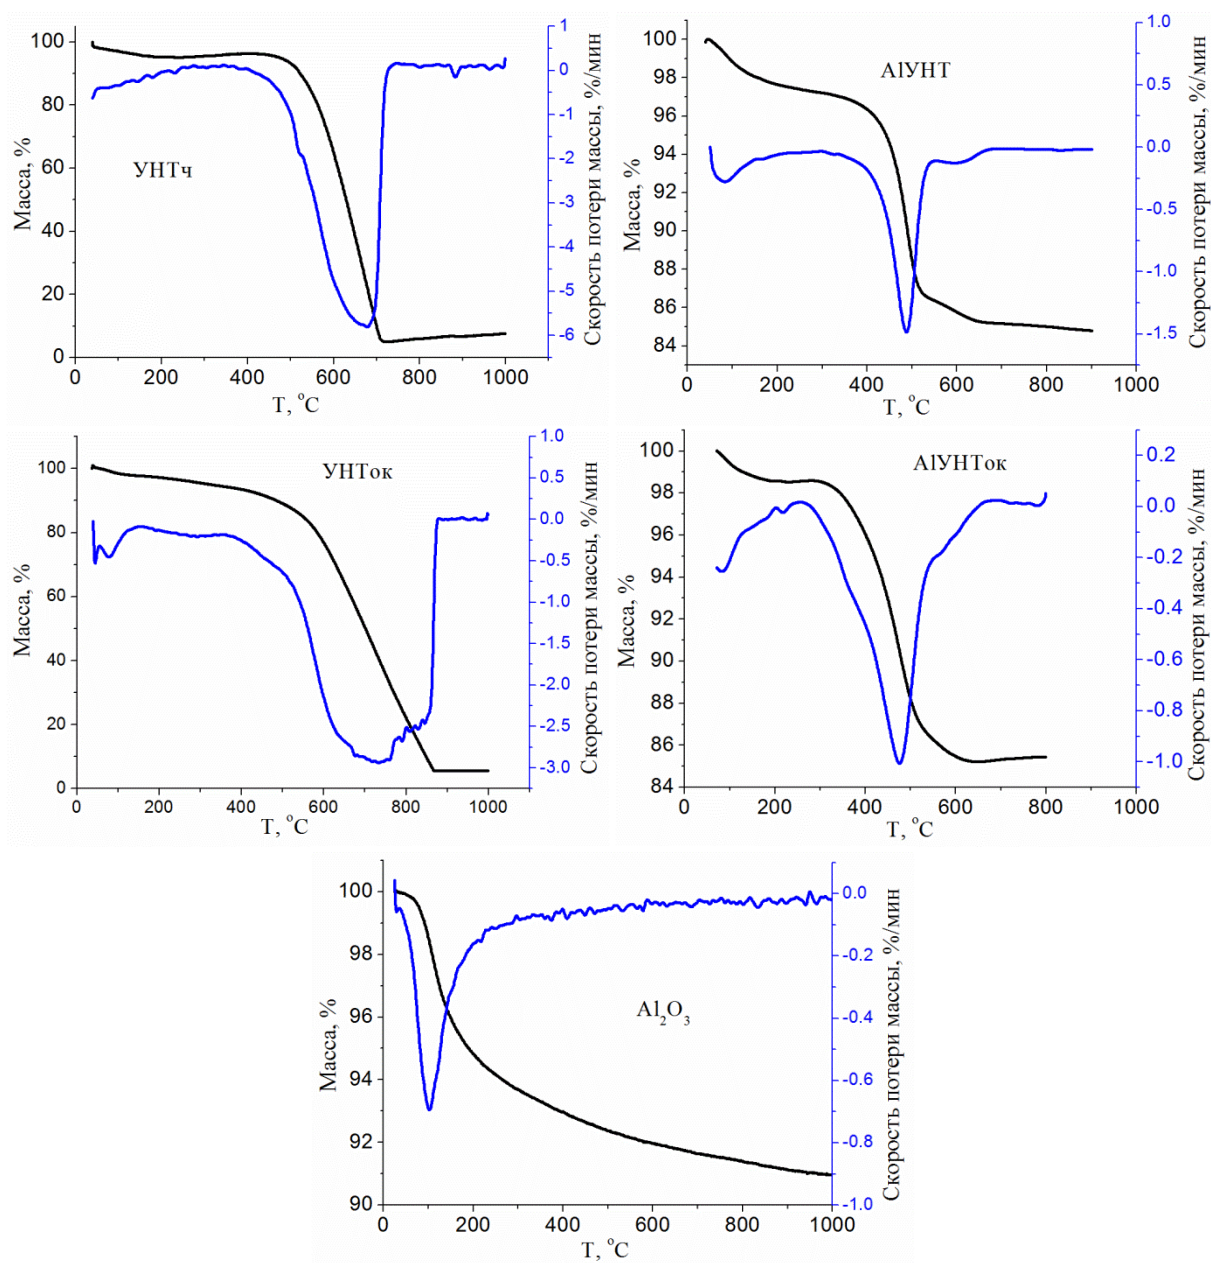 УНТч
Масса, %
100
80
60
40
20
0
0 200 400 600 800 1000
T, °C
1
0
-1
-2
-3
-4
-5
-6
Скорость потери массы, %/мин
AlУНТ
Масса, %
100
98
96
94
92
90
88
86
84
0 200 400 600 800 1000
T, °C
1.0
0.5
0.0
-0.5
-1.0
-1.5
Скорость потери массы, %/мин
УНТок
Масса, %
100
80
60
40
20
0
0 200 400 600 800 1000
T, °C
1.0
0.5
0.0
-0.5
-1.0
-1.5
-2.0
-2.5
-3.0
Скорость потери массы, %/мин
AlУНТок
Масса, %
100
98
96
94
92
90
88
86
84
0 200 400 600 800 1000
T, °C
0.2
0.0
-0.2
-0.4
-0.6
-0.8
-1.0
Скорость потери массы, %/мин
Al₂O₃
Масса, %
100
98
96
94
92
90
0 200 400 600 800 1000
T, °C
0.0
-0.2
-0.4
-0.6
-0.8
-1.0
Скорость потери массы, %/мин